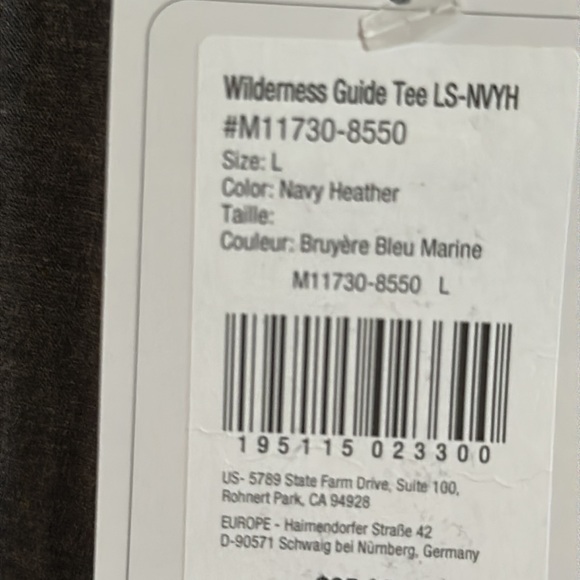 Wilderness Guide Tee LS-NVYH
#M11730-8550
Size: L
Color: Navy Heather
Taille:
Couleur: Bruyère Bleu Marine
M11730-8550 L
195115 023300
US- 5789 State Farm Drive, Suite 100,
Rohnert Park, CA 94928
EUROPE - Haimendorfer Straße 42
D-90571 Schwaig bei Nürnberg, Germany